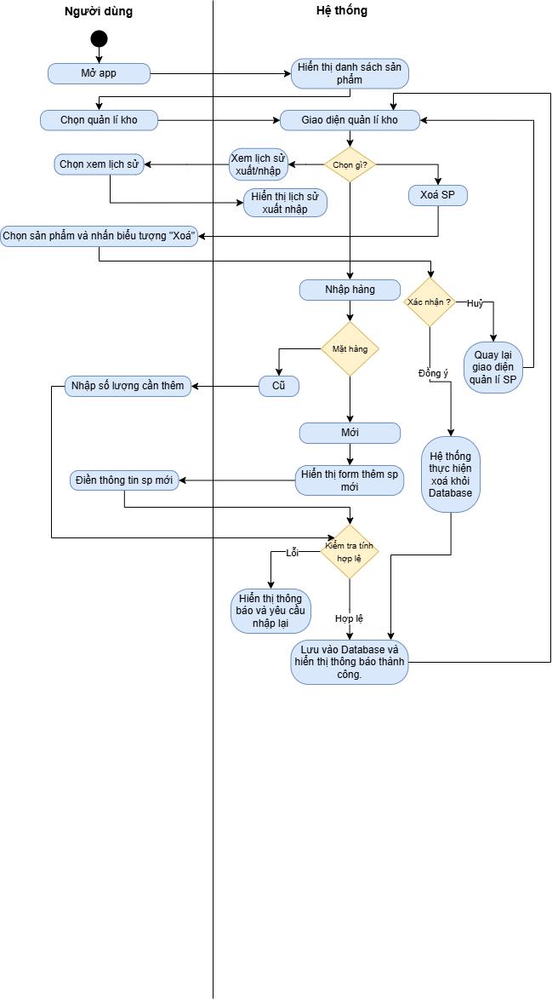 Người dùng
Hệ thống
Mở app
Hiển thị danh sách sản
phẩm
Chọn quản lí kho
Giao diện quản lí kho
Chọn xem lịch sử
Xem lịch sử
xuất/nhập
Chọn gì?
Xoá SP
Hiển thị lịch sử
xuất nhập
Chọn sản phẩm và nhấn biểu tượng "Xoá"
Nhập hàng
Xác nhận ?
Huỷ
Mặt hàng
Quay lại
giao diện
quản lí SP
Đồng ý
Nhập số lượng cần thêm
Cũ
Mới
Hệ thống
thực hiện
xoá khỏi
Database
Điền thông tin sp mới
Hiển thị form thêm sp
mới
Kiểm tra tính
hợp lệ
Lỗi
Hiển thị thông
báo và yêu cầu
nhập lại
Hợp lệ
Lưu vào Database và
hiển thị thông báo thành
công.